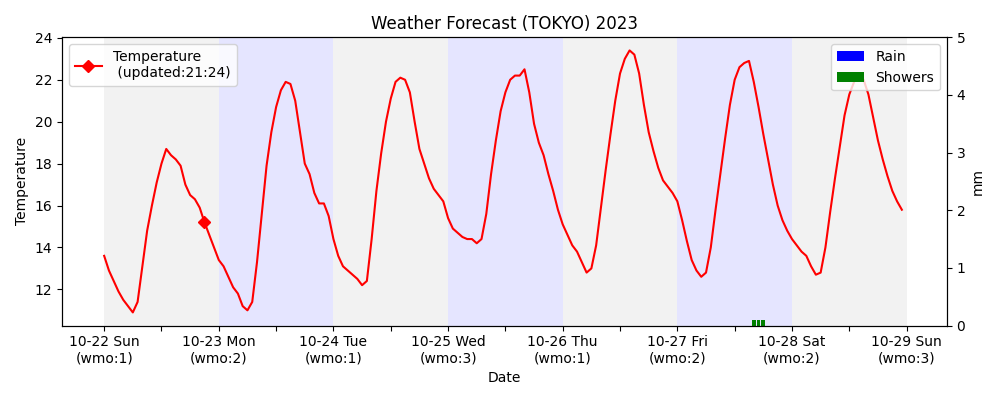 Weather Forecast (TOKYO) 2023
Temperature
(updated:21:24)
Rain
Showers
Temperature
24
22
20
18
16
14
12
5
4
3
2
1
0
mm
10-22 Sun
(wmo:1)
10-23 Mon
(wmo:2)
10-24 Tue
(wmo:1)
10-25 Wed
(wmo:3)
10-26 Thu
(wmo:1)
10-27 Fri
(wmo:2)
10-28 Sat
(wmo:2)
10-29 Sun
(wmo:3)
Date